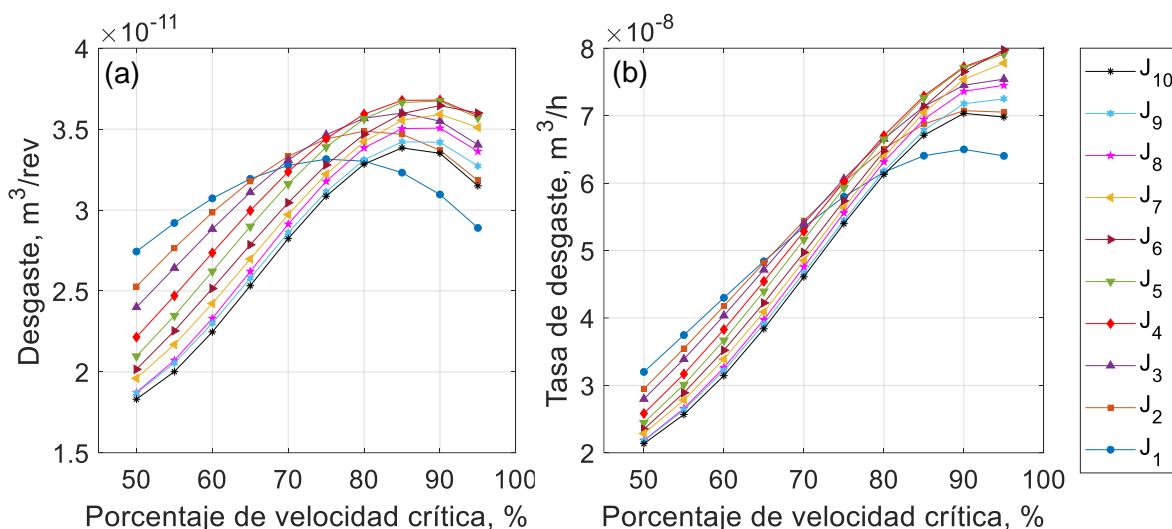 ×10⁻¹¹
(a)
4
3.5
3
2.5
2
1.5
50 60 70 80 90 100
Desgaste, m³/rev
Porcentaje de velocidad crítica, %
×10⁻⁸
(b)
8
7
6
5
4
3
2
50 60 70 80 90 100
Tasa de desgaste, m³/h
Porcentaje de velocidad crítica, %
J₁₀
J₉
J₈
J₇
J₆
J₅
J₄
J₃
J₂
J₁